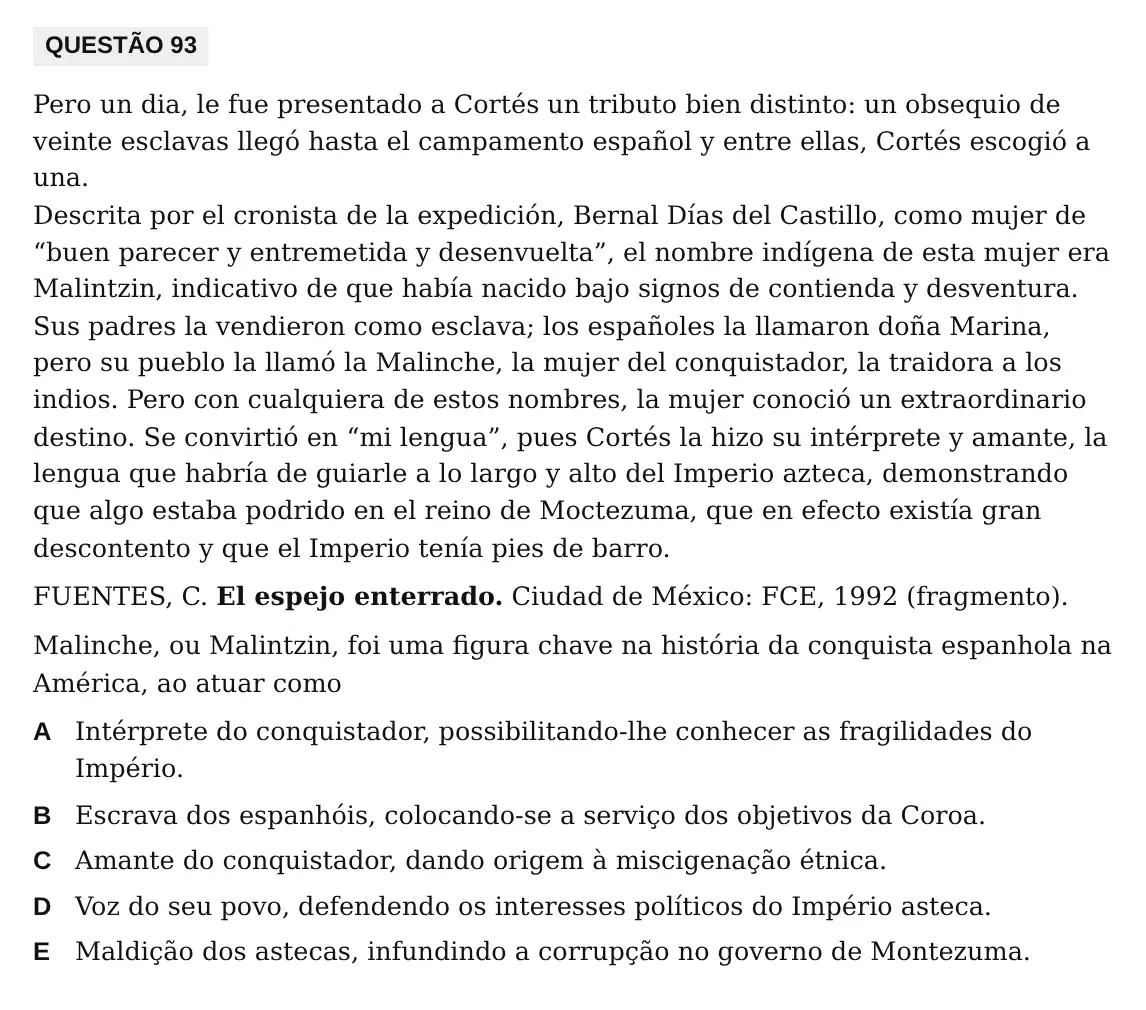 QUESTÃO 93
Pero un dia, le fue presentado a Cortés un tributo bien distinto: un obsequio de
veinte esclavas llegó hasta el campamento español y entre ellas, Cortés escogió a
una.
Descrita por el cronista de la expedición, Bernal Días del Castillo, como mujer de
“buen parecer y entremetida y desenvuelta”, el nombre indígena de esta mujer era
Malintzin, indicativo de que había nacido bajo signos de contienda y desventura.
Sus padres la vendieron como esclava; los españoles la llamaron doña Marina,
pero su pueblo la llamó la Malinche, la mujer del conquistador, la traidora a los
indios. Pero con cualquiera de estos nombres, la mujer conoció un extraordinario
destino. Se convirtió en “mi lengua”, pues Cortés la hizo su intérprete y amante, la
lengua que habría de guiarle a lo largo y alto del Imperio azteca, demonstrando
que algo estaba podrido en el reino de Moctezuma, que en efecto existía gran
descontento y que el Imperio tenía pies de barro.
FUENTES, C. El espejo enterrado. Ciudad de México: FCE, 1992 (fragmento).
Malinche, ou Malintzin, foi uma figura chave na história da conquista espanhola na
América, ao atuar como
A Intérprete do conquistador, possibilitando-lhe conhecer as fragilidades do
Império.
B Escrava dos espanhóis, colocando-se a serviço dos objetivos da Coroa.
C Amante do conquistador, dando origem à miscigenação étnica.
D Voz do seu povo, defendendo os interesses políticos do Império asteca.
E Maldição dos astecas, infundindo a corrupção no governo de Montezuma.